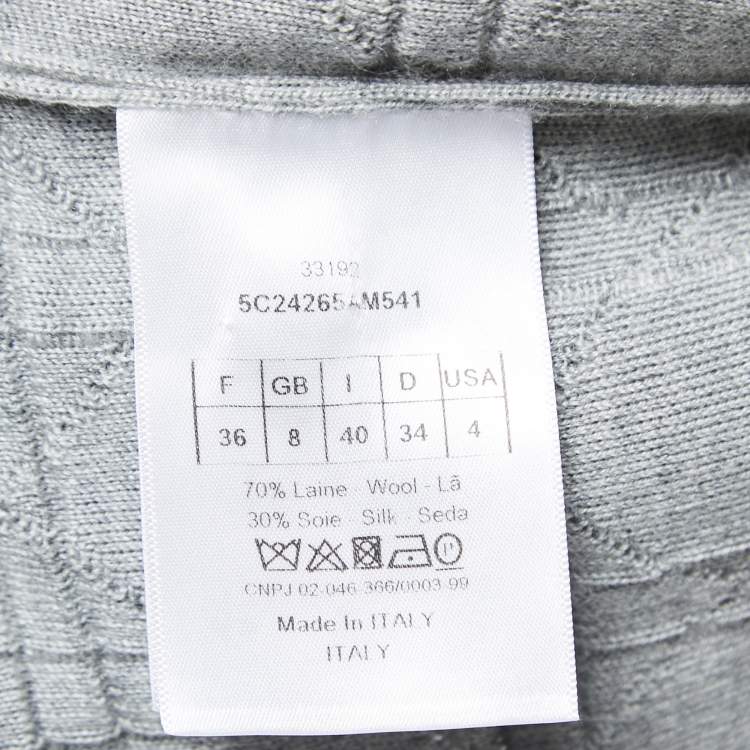 33192
5C24265AM541
F GB I D USA
36 8 40 34 4
70% Laine - Wool - Lã
30% Soie - Silk - Seda
P
CNPJ 02-046-366/0003-99
Made In ITALY
ITALY